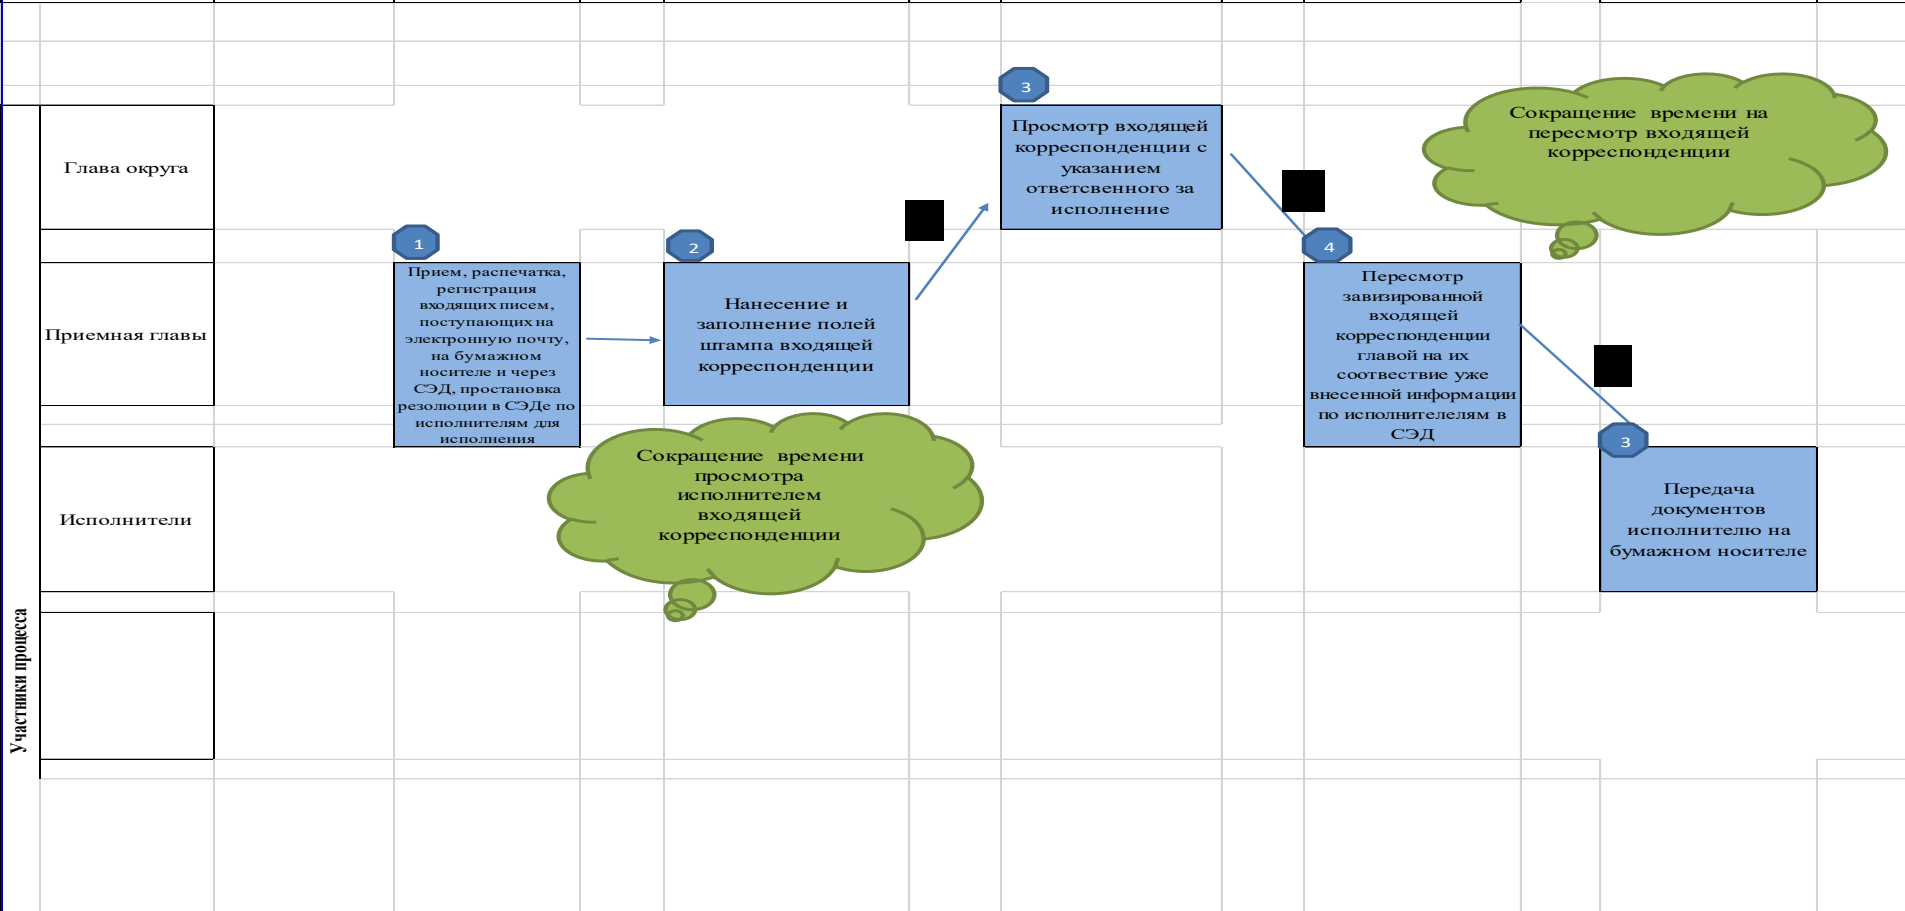 3
Просмотр входящей
корреспонденции с
указанием
ответсвенного за
исполнение
Сокращение времени на
пересмотр входящей
корреспонденции
Глава округа
1
2
4
Прием, распечатка,
регистрация
входящих писем,
поступающих на
электронную почту,
на бумажном
носителе и через
СЭД, простановка
резолюции в СЭДе по
исполнителям для
исполнения
Нанесение и
заполнение полей
штампа входящей
корреспонденции
Пересмотр
завизированной
входящей
корреспонденции
главой на их
соотвествие уже
внесенной информации
по исполнителелям в
СЭД
Приемная главы
3
Сокращение времени
просмотра
исполнителем
входящей
корреспонденции
Передача
документов
исполнителю на
бумажном носителе
Исполнители
Участники процесса